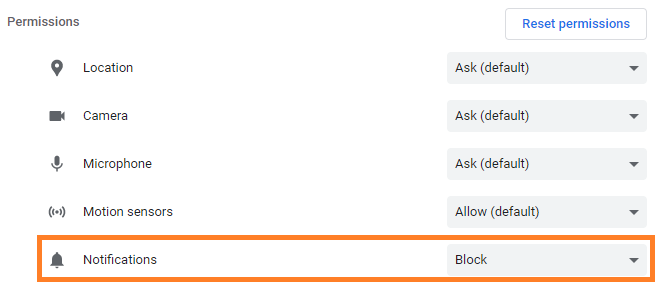 Permissions
Reset permissions
Location
Ask (default)
Camera
Ask (default)
Microphone
Ask (default)
Motion sensors
Allow (default)
Notifications
Block